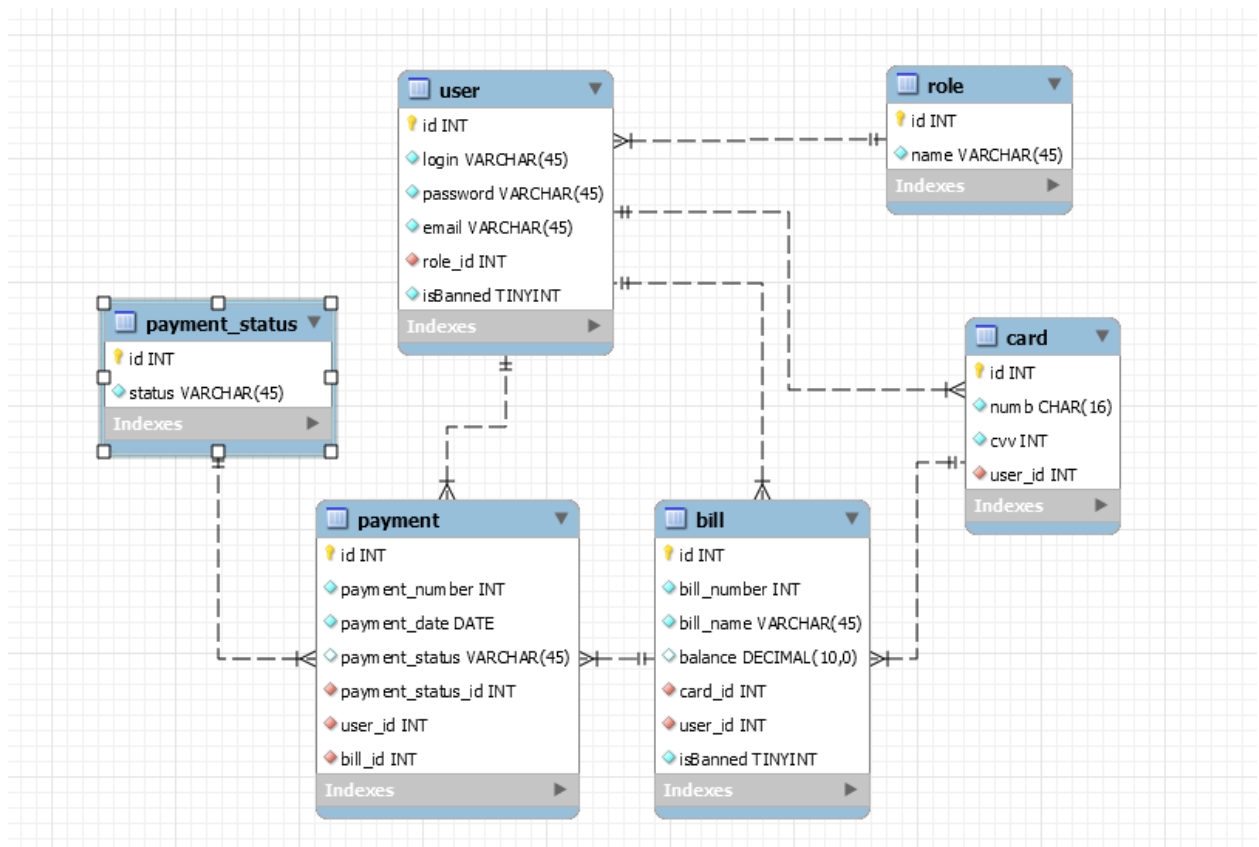 user
id INT
login VARCHAR(45)
password VARCHAR(45)
email VARCHAR(45)
role_id INT
isBanned TINYINT
Indexes
role
id INT
name VARCHAR(45)
Indexes
payment_status
id INT
status VARCHAR(45)
Indexes
card
id INT
numb CHAR(16)
cvv INT
user_id INT
Indexes
payment
id INT
payment_number INT
payment_date DATE
payment_status VARCHAR(45)
payment_status_id INT
user_id INT
bill_id INT
Indexes
bill
id INT
bill_number INT
bill_name VARCHAR(45)
balance DECIMAL(10,0)
card_id INT
user_id INT
isBanned TINYINT
Indexes